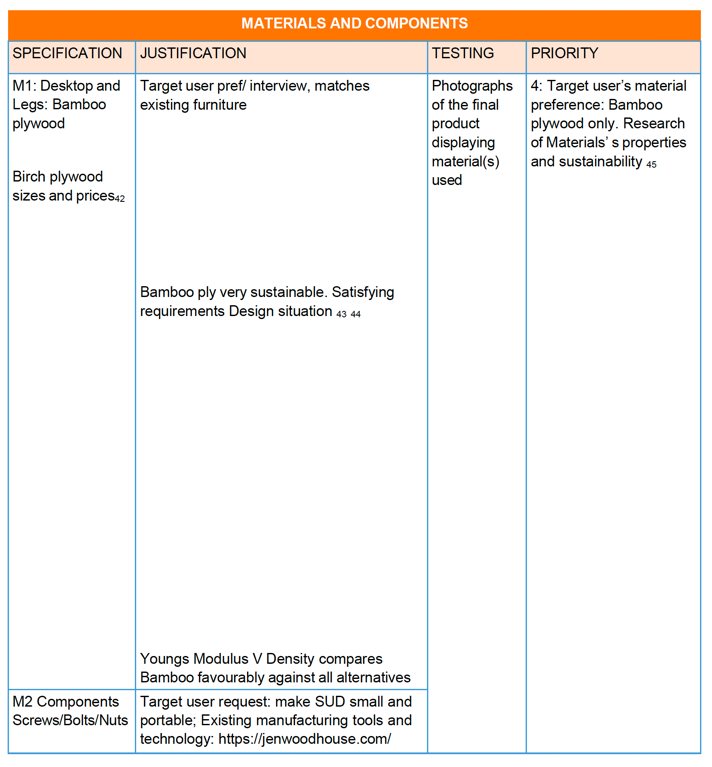 MATERIALS AND COMPONENTS
SPECIFICATION
JUSTIFICATION
TESTING
PRIORITY
M1: Desktop and
Legs: Bamboo
plywood
Birch plywood
sizes and prices42
Target user pref/ interview, matches
existing furniture
Bamboo ply very sustainable. Satisfying
requirements Design situation 43 44
Youngs Modulus V Density compares
Bamboo favourably against all alternatives
Photographs
of the final
product
displaying
material(s)
used
4: Target user’s material
preference: Bamboo
plywood only. Research
of Materials’ s properties
and sustainability 45
M2 Components
Screws/Bolts/Nuts
Target user request: make SUD small and
portable; Existing manufacturing tools and
technology: https://jenwoodhouse.com/